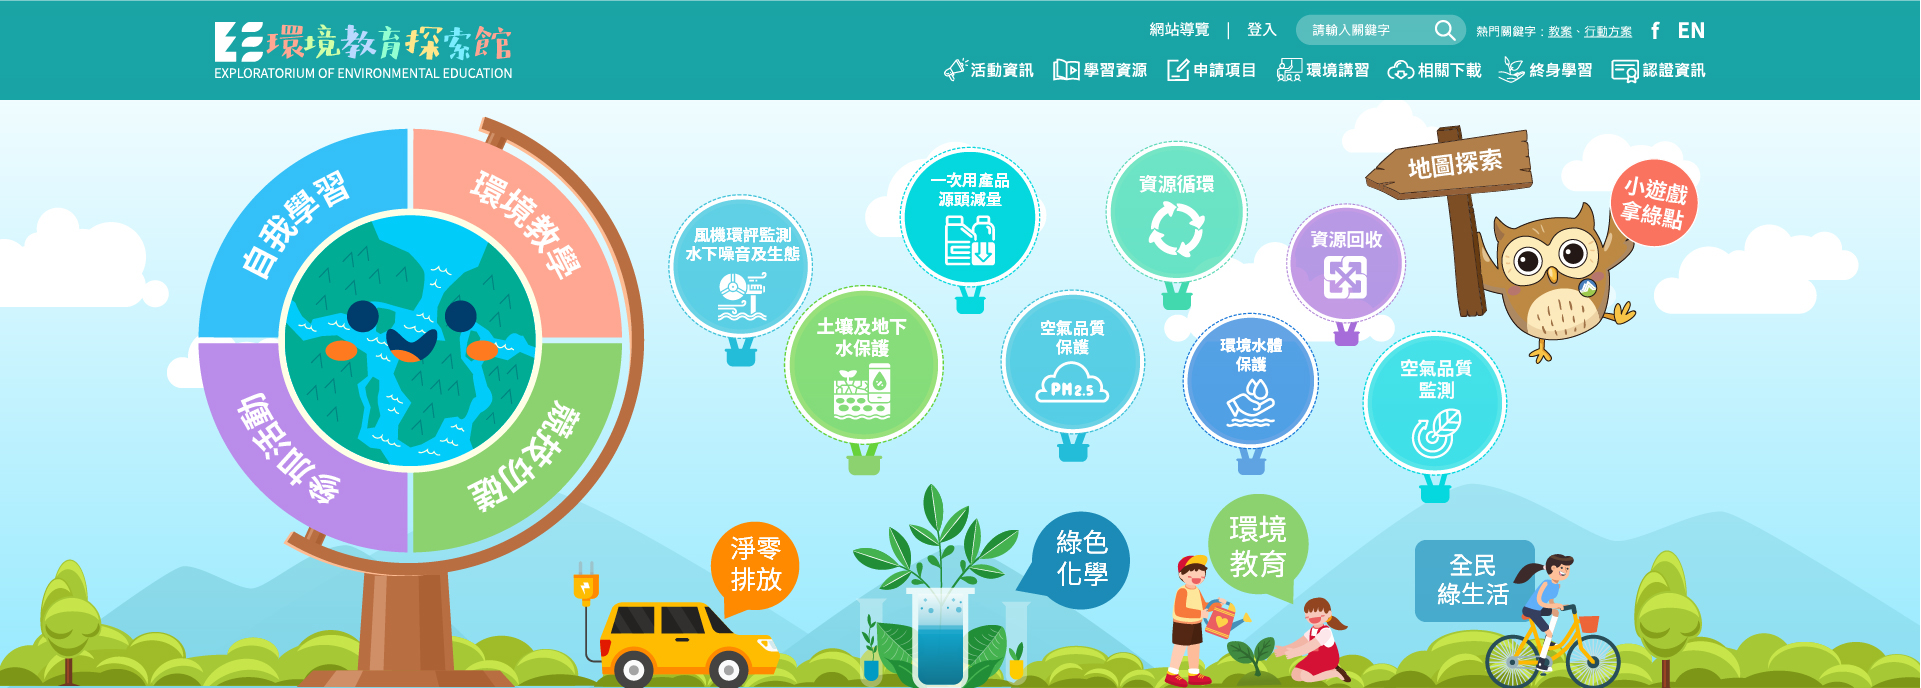 環境教育探索館
EXPLORATORIUM OF ENVIRONMENTAL EDUCATION
網站導覽 | 登入
請輸入關鍵字
熱門關鍵字：教案、行動方案
f EN
活動資訊 學習資源 申請項目 環境講習 相關下載 終身學習 認證資訊
自我學習
環境教學
參加活動
競技切磋
風機環評監測
水下噪音及生態
一次用產品
源頭減量
資源循環
資源回收
地圖探索
小遊戲
拿綠點
土壤及地下
水保護
空氣品質
保護
PM2.5
環境水體
保護
空氣品質
監測
淨零
排放
綠色
化學
環境
教育
全民
綠生活